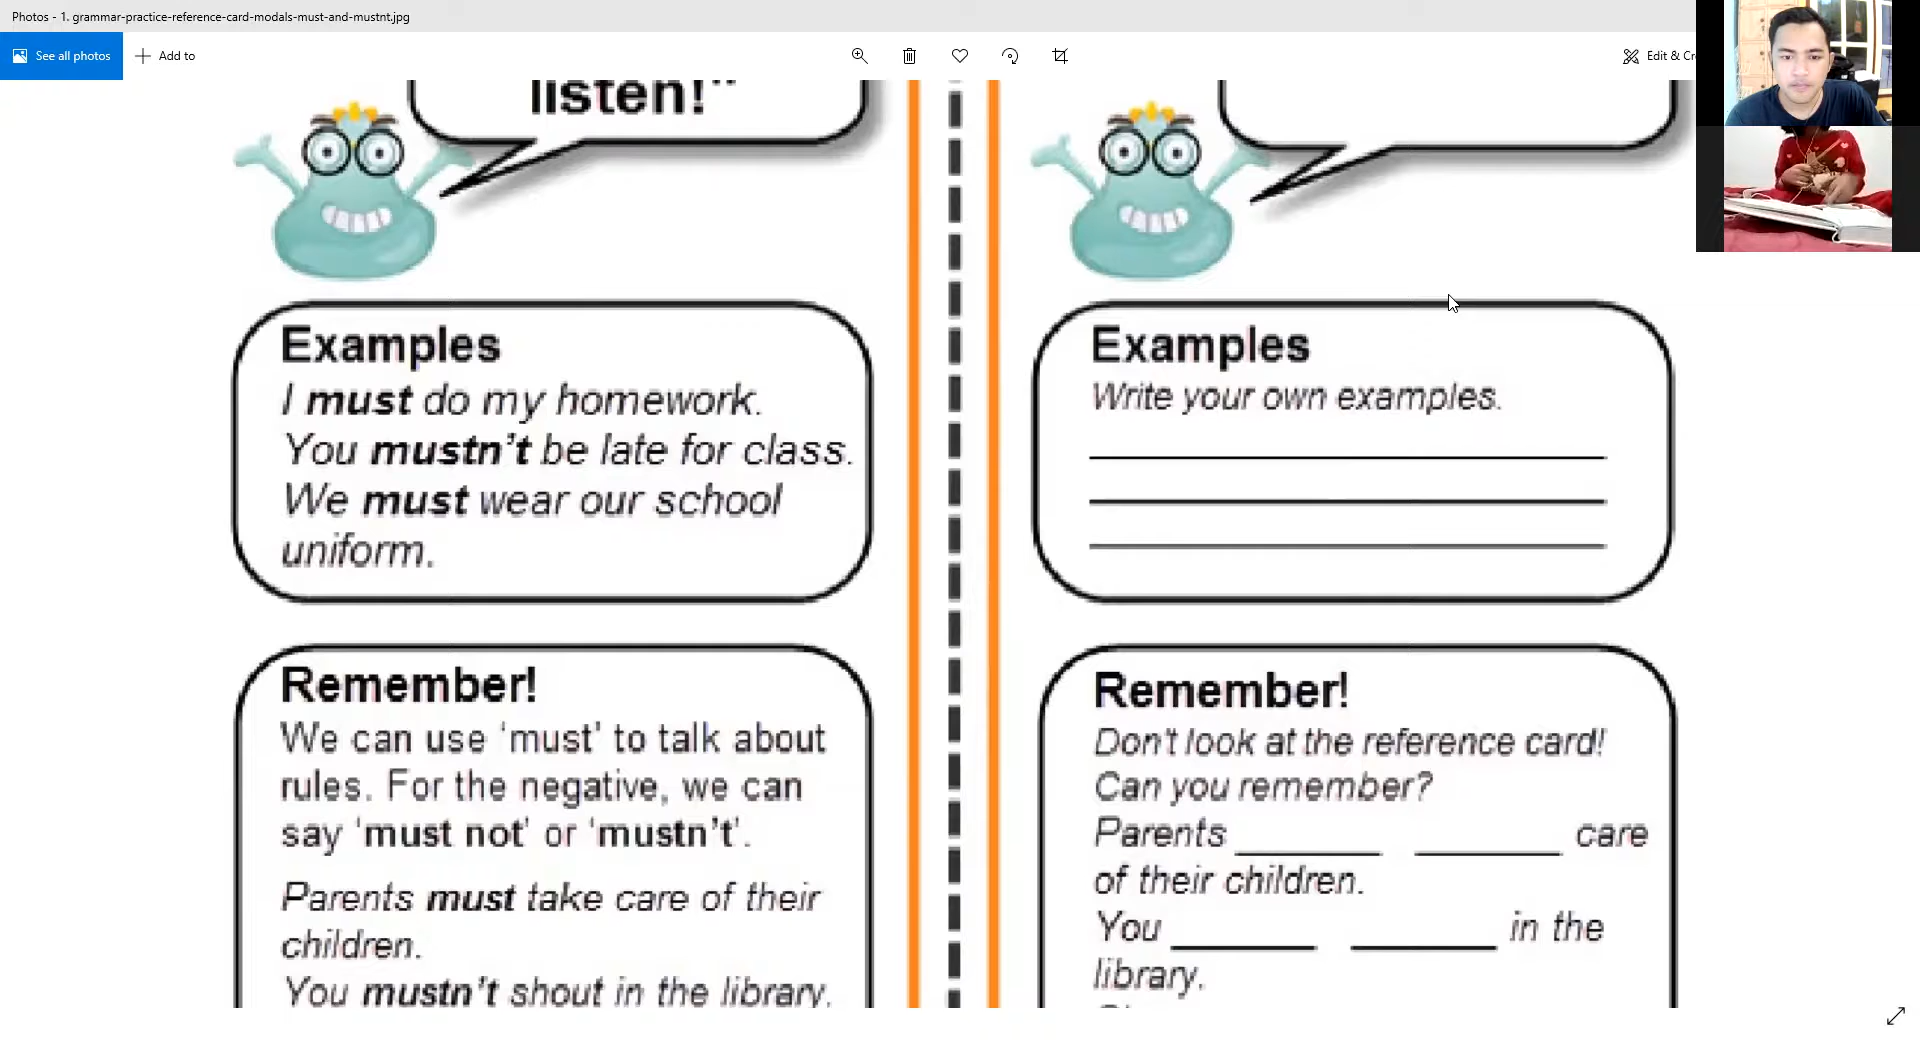 Photos - 1. grammar-practice-reference-card-modals-must-and-mustnt.jpg
See all photos
Add to
Edit & Cr
listen!"
Examples
I must do my homework.
You mustn't be late for class.
We must wear our school
uniform.
Remember!
We can use 'must' to talk about
rules. For the negative, we can
say 'must not' or 'mustn't'.
Parents must take care of their
children.
You mustn't shout in the library.
Examples
Write your own examples.
Remember!
Don't look at the reference card!
Can you remember?
Parents ______ ______ care
of their children.
You ______ ______ in the
library.